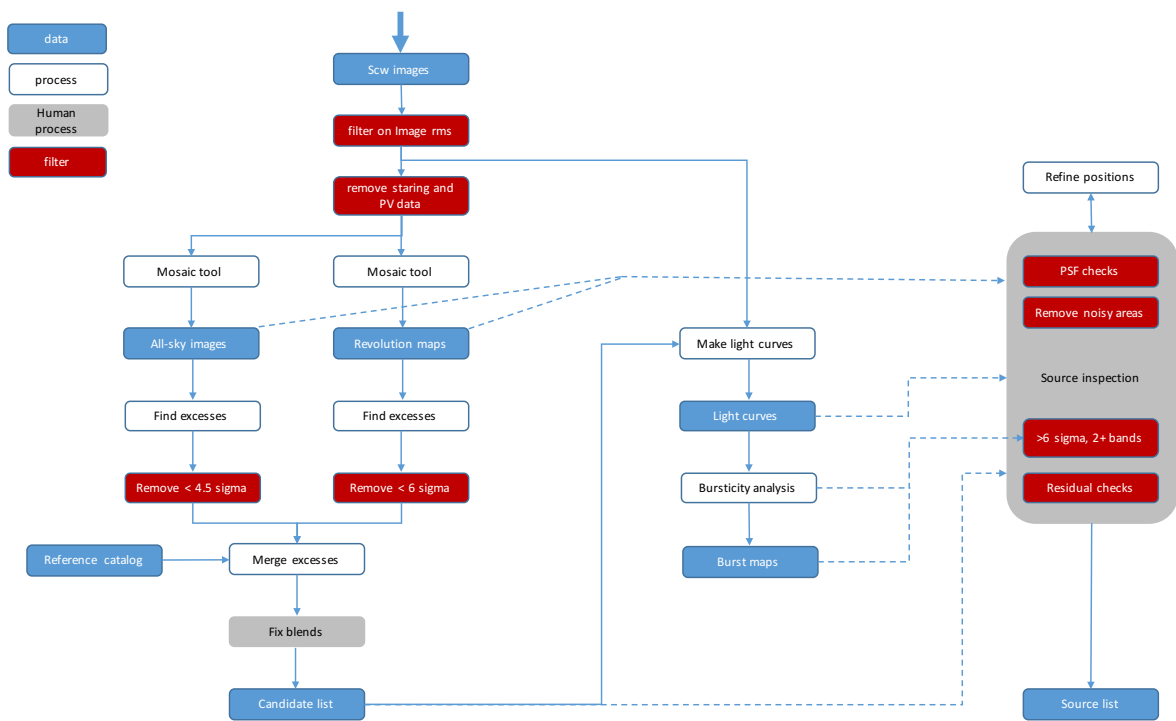 data
process
Human
process
filter
Scw images
filter on Image rms
remove staring and
PV data
Mosaic tool
Mosaic tool
All-sky images
Revolution maps
Find excesses
Find excesses
Remove < 4.5 sigma
Remove < 6 sigma
Reference catalog
Merge excesses
Fix blends
Candidate list
Make light curves
Light curves
Bursticity analysis
Burst maps
Refine positions
PSF checks
Remove noisy areas
Source inspection
>6 sigma, 2+ bands
Residual checks
Source list